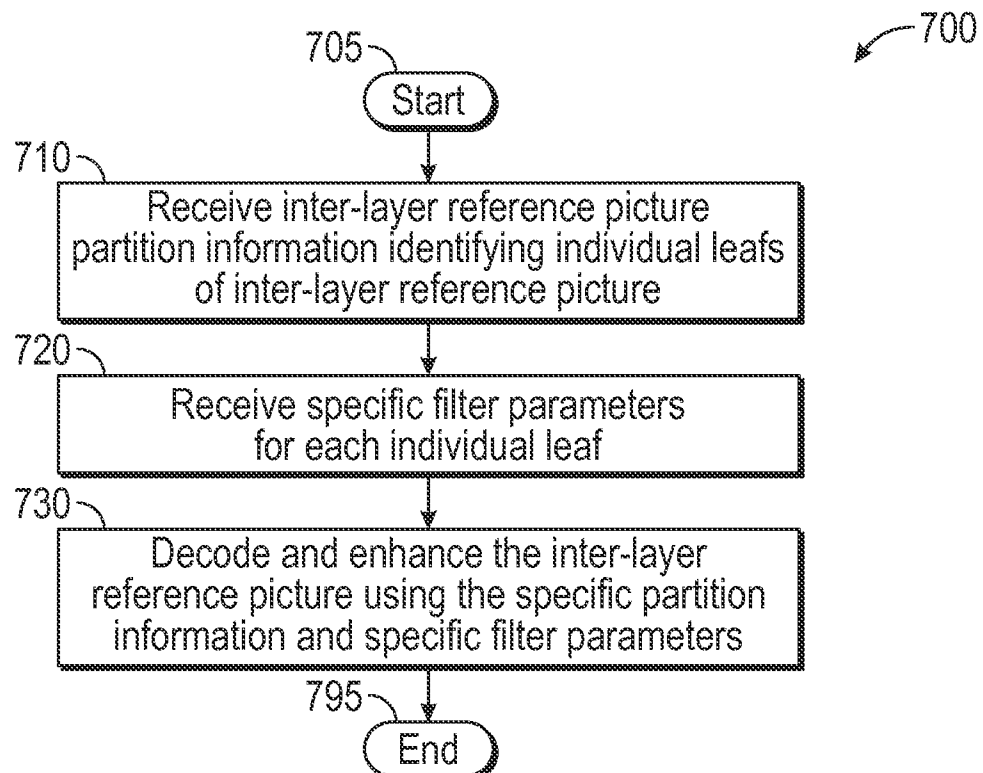 700
705
Start
710
Receive inter-layer reference picture
partition information identifying individual leafs
of inter-layer reference picture
720
Receive specific filter parameters
for each individual leaf
730
Decode and enhance the inter-layer
reference picture using the specific partition
information and specific filter parameters
795
End